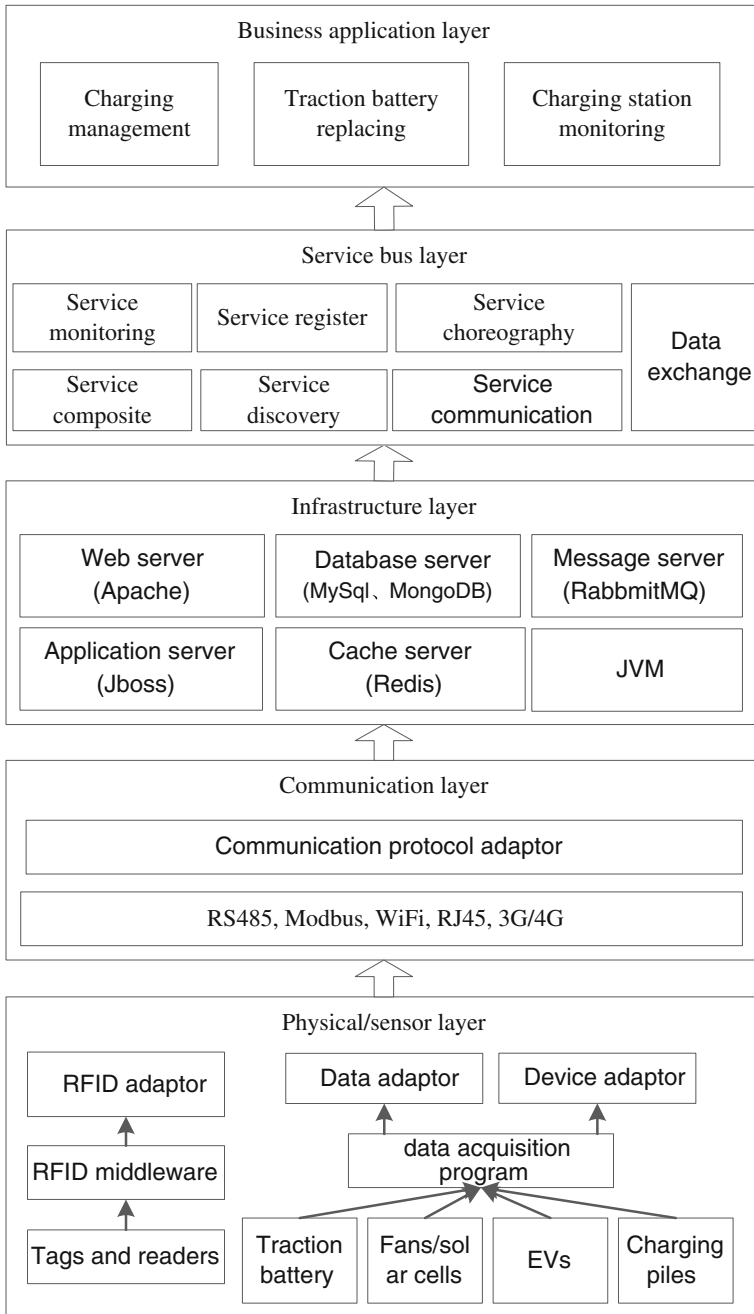 Business application layer
Charging
management
Traction battery
replacing
Charging station
monitoring
Service bus layer
Service
monitoring
Service register
Service
choreography
Data
exchange
Service
composite
Service
discovery
Service
communication
Infrastructure layer
Web server
(Apache)
Database server
(MySql、MongoDB)
Message server
(RabbmitMQ)
Application server
(Jboss)
Cache server
(Redis)
JVM
Communication layer
Communication protocol adaptor
RS485, Modbus, WiFi, RJ45, 3G/4G
Physical/sensor layer
RFID adaptor
Data adaptor
Device adaptor
RFID middleware
data acquisition
program
Tags and readers
Traction
battery
Fans/sol
ar cells
EVs
Charging
piles